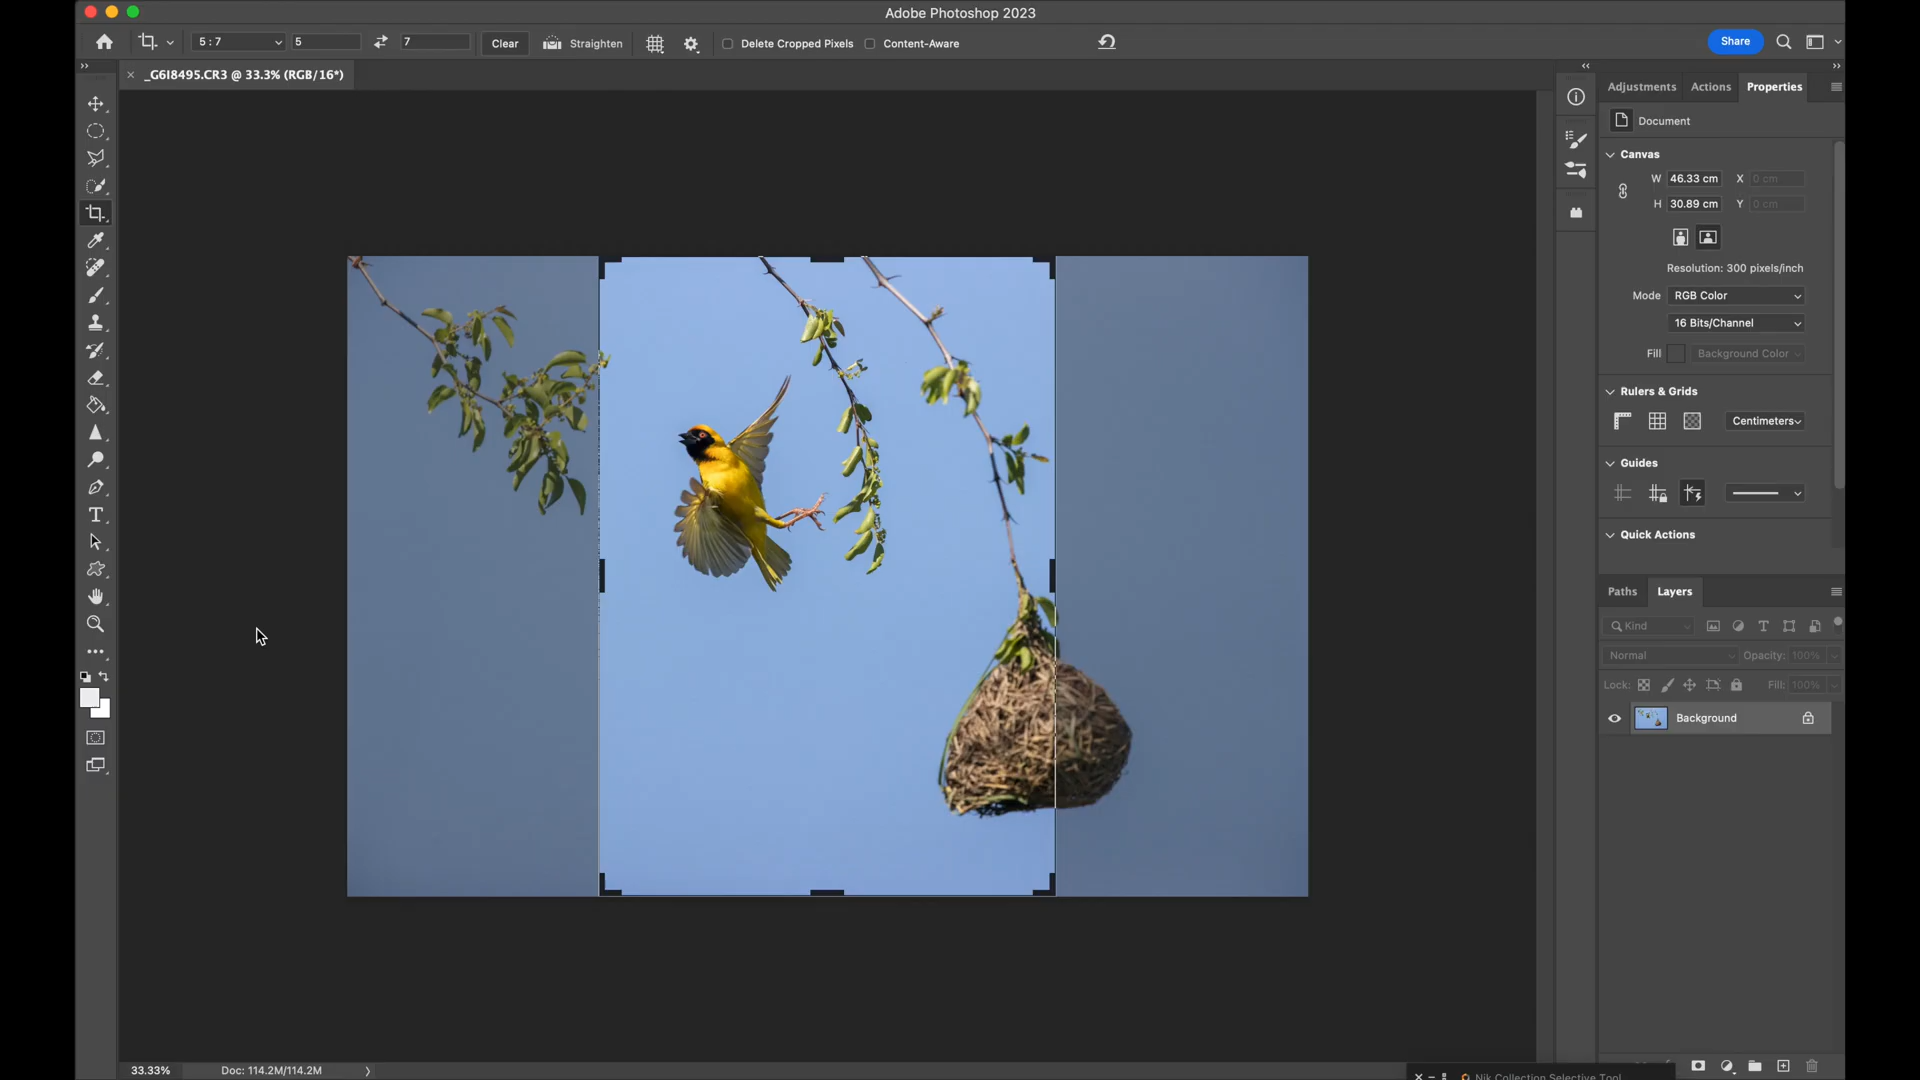 Adobe Photoshop 2023
5 : 7
5
7
Clear
Straighten
Delete Cropped Pixels
Content-Aware
Share
_G6I8495.CR3 @ 33.3% (RGB/16*)
Adjustments
Actions
Properties
Document
Canvas
W 46.33 cm X 0 cm
H 30.89 cm Y 0 cm
Resolution: 300 pixels/inch
Mode RGB Color
16 Bits/Channel
Fill Background Color
Rulers & Grids
Centimeters
Guides
Quick Actions
Paths
Layers
Kind
Normal
Opacity: 100%
Lock:
Fill: 100%
Background
33.33%
Doc: 114.2M/114.2M
Nik Collection Selective Tool